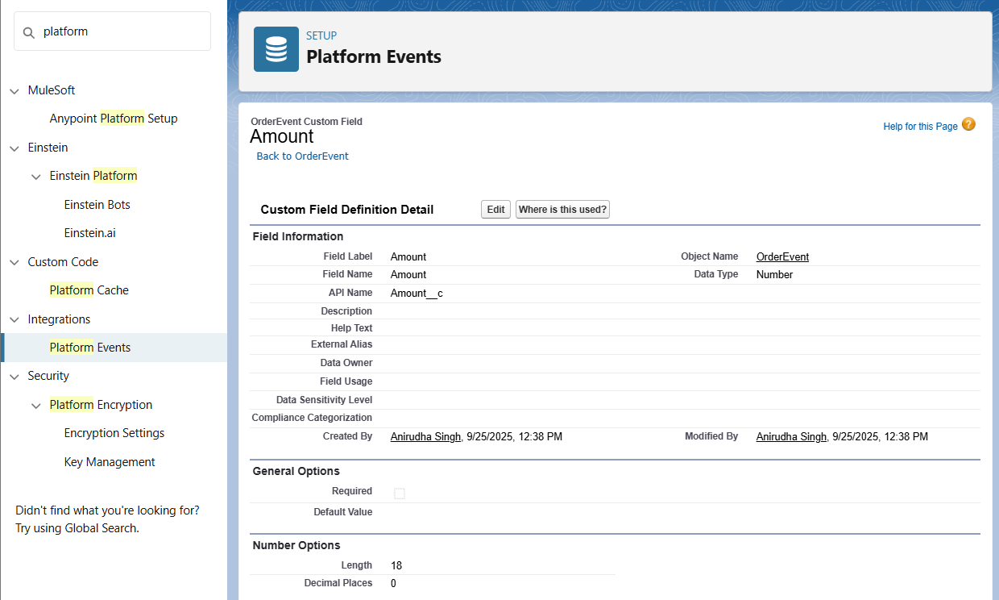 platform
MuleSoft
Anypoint Platform Setup
Einstein
Einstein Platform
Einstein Bots
Einstein.ai
Custom Code
Platform Cache
Integrations
Platform Events
Security
Platform Encryption
Encryption Settings
Key Management
Didn't find what you're looking for?
Try using Global Search.
SETUP
Platform Events
OrderEvent Custom Field
Amount
Help for this Page ?
Back to OrderEvent
Custom Field Definition Detail Edit Where is this used?
Field Information
Field Label Amount Object Name OrderEvent
Field Name Amount Data Type Number
API Name Amount__c
Description
Help Text
External Alias
Data Owner
Field Usage
Data Sensitivity Level
Compliance Categorization
Created By Anirudha Singh, 9/25/2025, 12:38 PM Modified By Anirudha Singh, 9/25/2025, 12:38 PM
General Options
Required
Default Value
Number Options
Length 18
Decimal Places 0